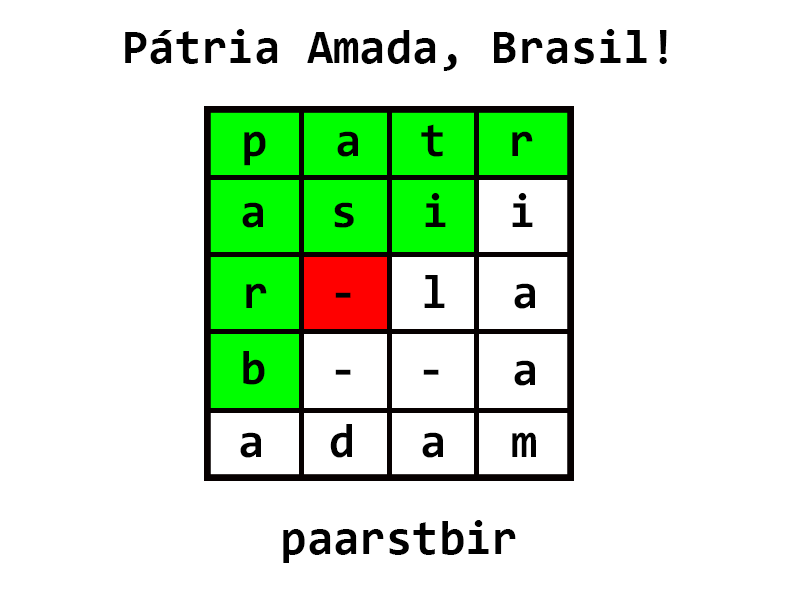 Pátria Amada, Brasil!
p a t r
a s i i
r - l a
b - - a
a d a m
paarstbir